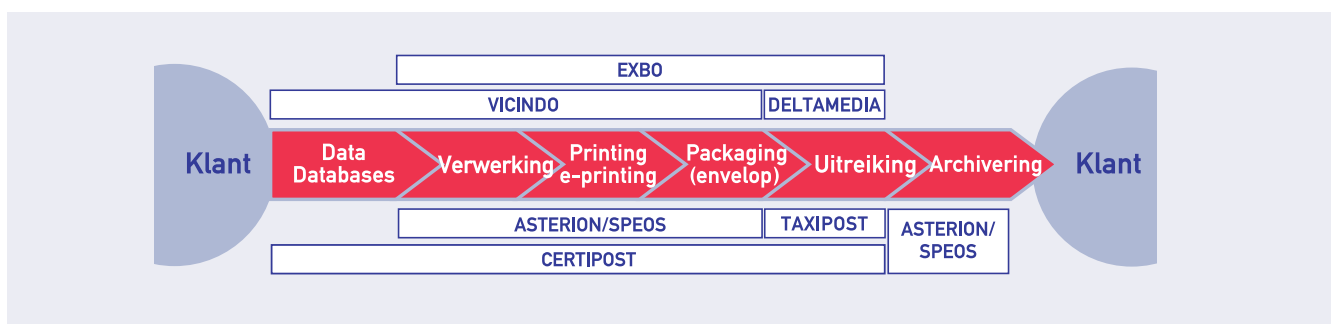 EXBO
VICINDO
DELTAMEDIA
Klant
Data
Databases
Verwerking
Printing
e-printing
Packaging
(envelop)
Uitreiking
Archivering
Klant
ASTERION/SPEOS
TAXIPOST
ASTERION/
SPEOS
CERTIPOST